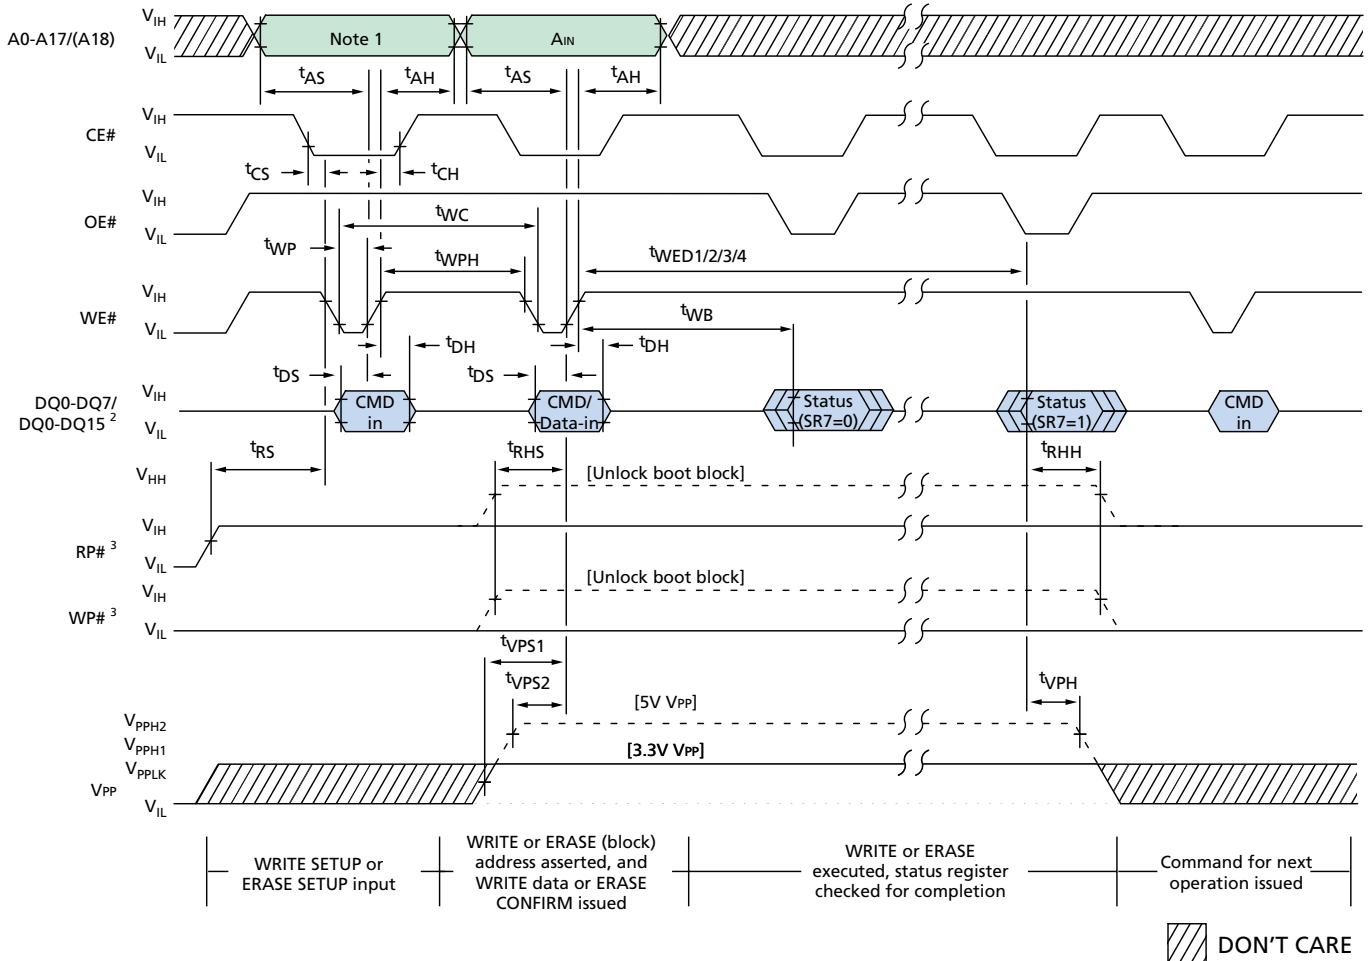 VIH
A0-A17/(A18)
VIL
Note 1
AIN
tAS
tAH
tAS
tAH
VIH
CE#
VIL
tCS
tCH
VIH
OE#
VIL
tWC
tWP
tWPH
tWED1/2/3/4
VIH
WE#
VIL
tWB
tDH
tDH
tDS
tDS
VIH
DQ0-DQ7/
DQ0-DQ15 2
VIL
CMD
in
CMD/
Data-in
Status
(SR7=0)
Status
(SR7=1)
CMD
in
tRS
tRHS
tRHH
VHH
[Unlock boot block]
VIH
RP# 3
VIL
[Unlock boot block]
VIH
WP# 3
VIL
tVPS1
tVPS2
tVPH
[5V VPP]
VPPH2
VPPH1
[3.3V VPP]
VPPLK
VPP
VIL
WRITE SETUP or
ERASE SETUP input
WRITE or ERASE (block)
address asserted, and
WRITE data or ERASE
CONFIRM issued
WRITE or ERASE
executed, status register
checked for completion
Command for next
operation issued
DON'T CARE